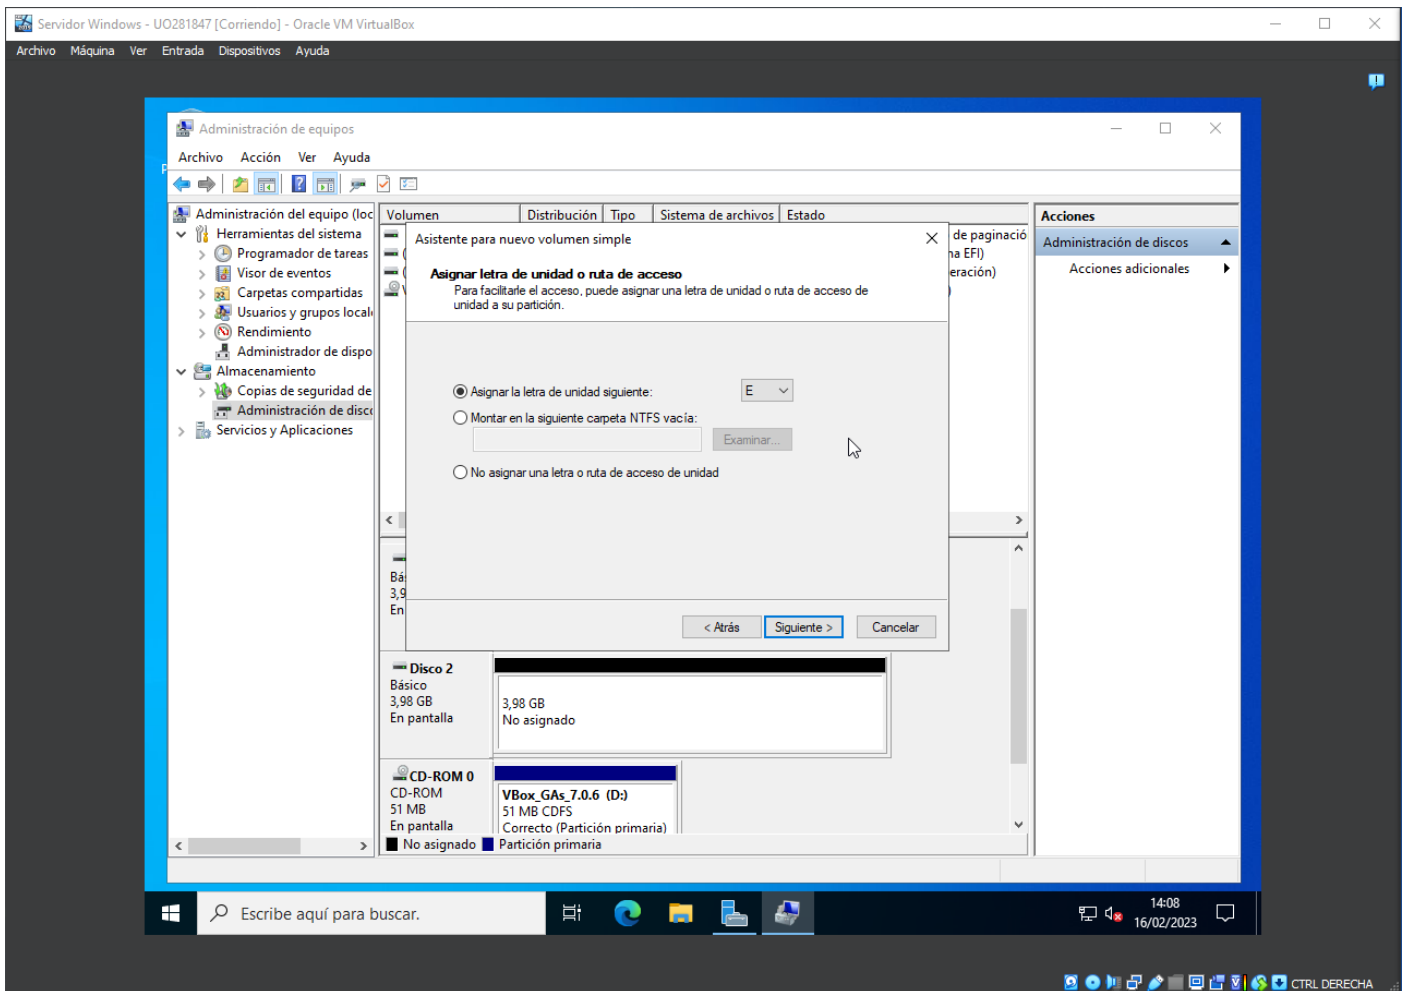 Servidor Windows - UO281847 [Corriendo] - Oracle VM VirtualBox
Archivo Máquina Ver Entrada Dispositivos Ayuda
Administración de equipos
Archivo Acción Ver Ayuda
Administración del equipo (loc
Herramientas del sistema
Programador de tareas
Visor de eventos
Carpetas compartidas
Usuarios y grupos local
Rendimiento
Administrador de dispo
Almacenamiento
Copias de seguridad de
Administración de disc
Servicios y Aplicaciones
Volumen Distribución Tipo Sistema de archivos Estado
de paginació
na EFI)
eración)
Asistente para nuevo volumen simple
Asignar letra de unidad o ruta de acceso
Para facilitarle el acceso, puede asignar una letra de unidad o ruta de acceso de
unidad a su partición.
Asignar la letra de unidad siguiente: E
Montar en la siguiente carpeta NTFS vacía:
Examinar...
No asignar una letra o ruta de acceso de unidad
< Atrás Siguiente > Cancelar
Bá
3,9
En
Disco 2
Básico
3,98 GB
En pantalla
3,98 GB
No asignado
CD-ROM 0
CD-ROM
51 MB
En pantalla
VBox_GAs_7.0.6 (D:)
51 MB CDFS
Correcto (Partición primaria)
No asignado Partición primaria
Acciones
Administración de discos
Acciones adicionales
Escribe aquí para buscar.
14:08
16/02/2023
CTRL DERECHA